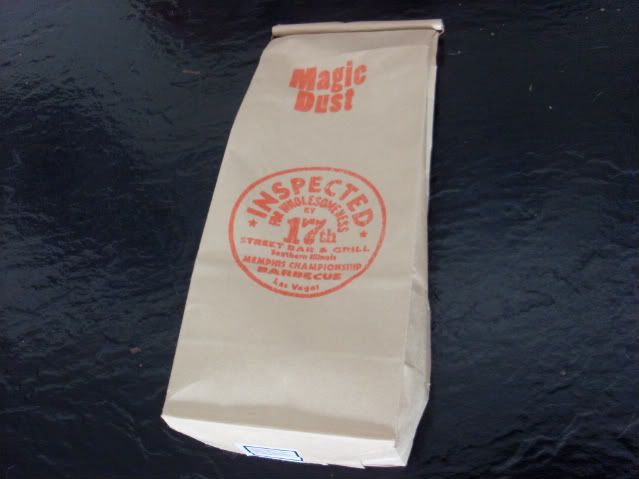 Magic
Dust
INSPECTED
FOR WHOLESOMENESS
BY
17th
STREET BAR & GRILL
Southern Illinois
MEMPHIS CHAMPIONSHIP
BARBECUE
Las Vegas